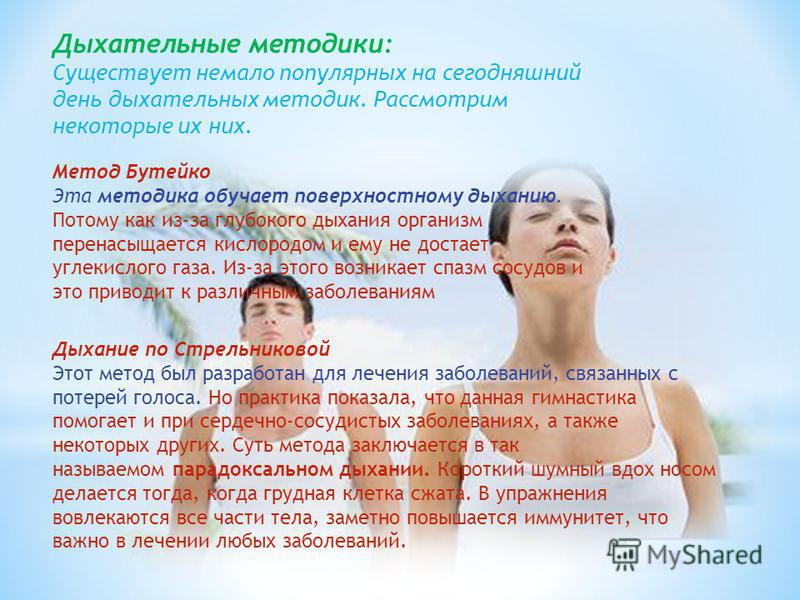 Дыхательные методики:
Существует немало популярных на сегодняшний
день дыхательных методик. Рассмотрим
некоторые их них.
Метод Бутейко
Эта методика обучает поверхностному дыханию.
Потому как из-за глубокого дыхания организм
перенасыщается кислородом и ему не достает
углекислого газа. Из-за этого возникает спазм сосудов и
это приводит к различным заболеваниям
Дыхание по Стрельниковой
Этот метод был разработан для лечения заболеваний, связанных с
потерей голоса. Но практика показала, что данная гимнастика
помогает и при сердечно-сосудистых заболеваниях, а также
некоторых других. Суть метода заключается в так
называемом парадоксальном дыхании. Короткий шумный вдох носом
делается тогда, когда грудная клетка сжата. В упражнения
вовлекаются все части тела, заметно повышается иммунитет, что
важно в лечении любых заболеваний.
MyShared